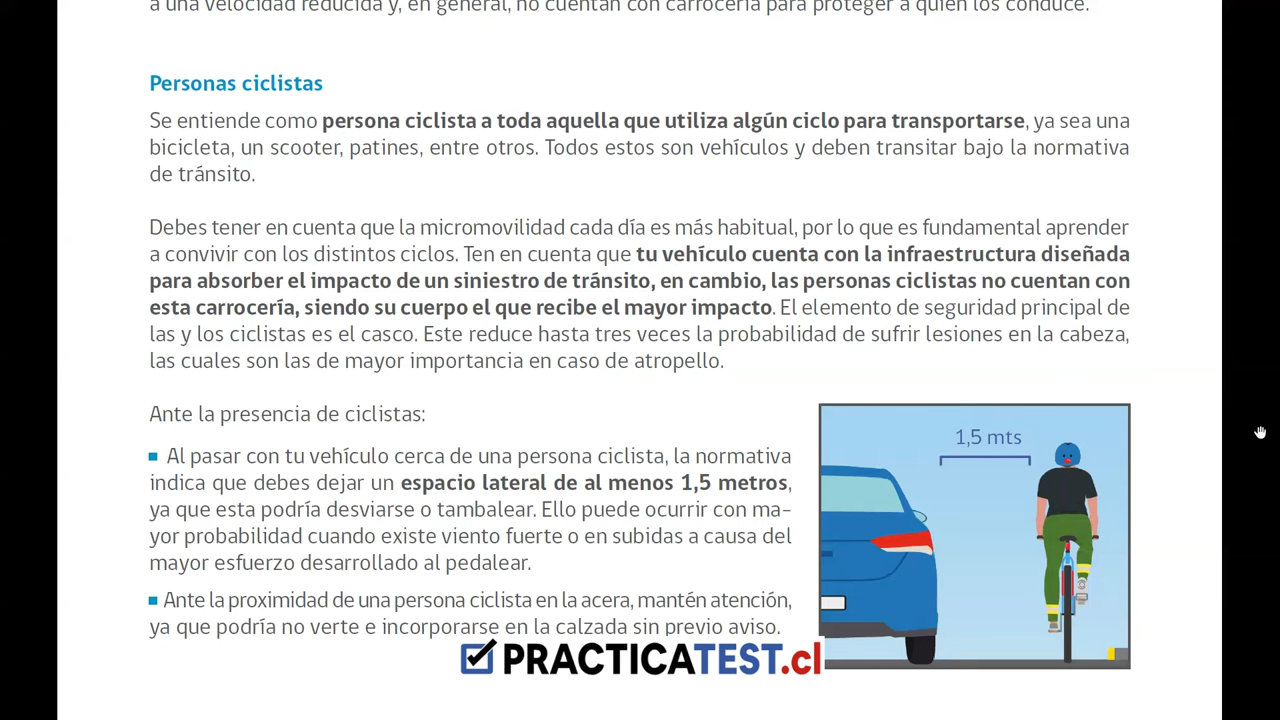 a una velocidad reducida y, en general, no cuentan con carrocería para proteger a quien los conduce.
Personas ciclistas
Se entiende como persona ciclista a toda aquella que utiliza algún ciclo para transportarse, ya sea una
bicicleta, un scooter, patines, entre otros. Todos estos son vehículos y deben transitar bajo la normativa
de tránsito.
Debes tener en cuenta que la micromovilidad cada día es más habitual, por lo que es fundamental aprender
a convivir con los distintos ciclos. Ten en cuenta que tu vehículo cuenta con la infraestructura diseñada
para absorber el impacto de un siniestro de tránsito, en cambio, las personas ciclistas no cuentan con
esta carrocería, siendo su cuerpo el que recibe el mayor impacto. El elemento de seguridad principal de
las y los ciclistas es el casco. Este reduce hasta tres veces la probabilidad de sufrir lesiones en la cabeza,
las cuales son las de mayor importancia en caso de atropello.
Ante la presencia de ciclistas:
Al pasar con tu vehículo cerca de una persona ciclista, la normativa
indica que debes dejar un espacio lateral de al menos 1,5 metros,
ya que esta podría desviarse o tambalear. Ello puede ocurrir con ma-
yor probabilidad cuando existe viento fuerte o en subidas a causa del
mayor esfuerzo desarrollado al pedalear.
Ante la proximidad de una persona ciclista en la acera, mantén atención,
ya que podría no verte e incorporarse en la calzada sin previo aviso.
1,5 mts
PRACTICATEST.cl